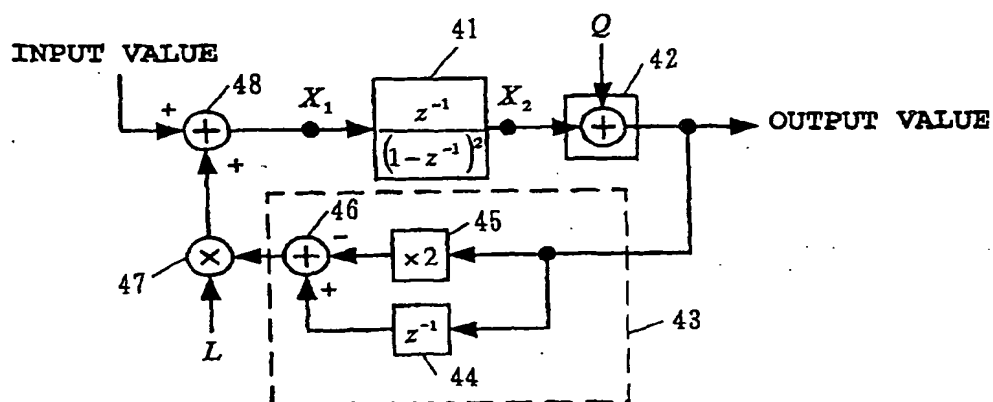 INPUT VALUE
48
+
+
+
X₁
41
z⁻¹
(1−z⁻¹)²
X₂
Q
42
+
OUTPUT VALUE
46
−
+
+
45
×2
z⁻¹
44
43
47
×
L